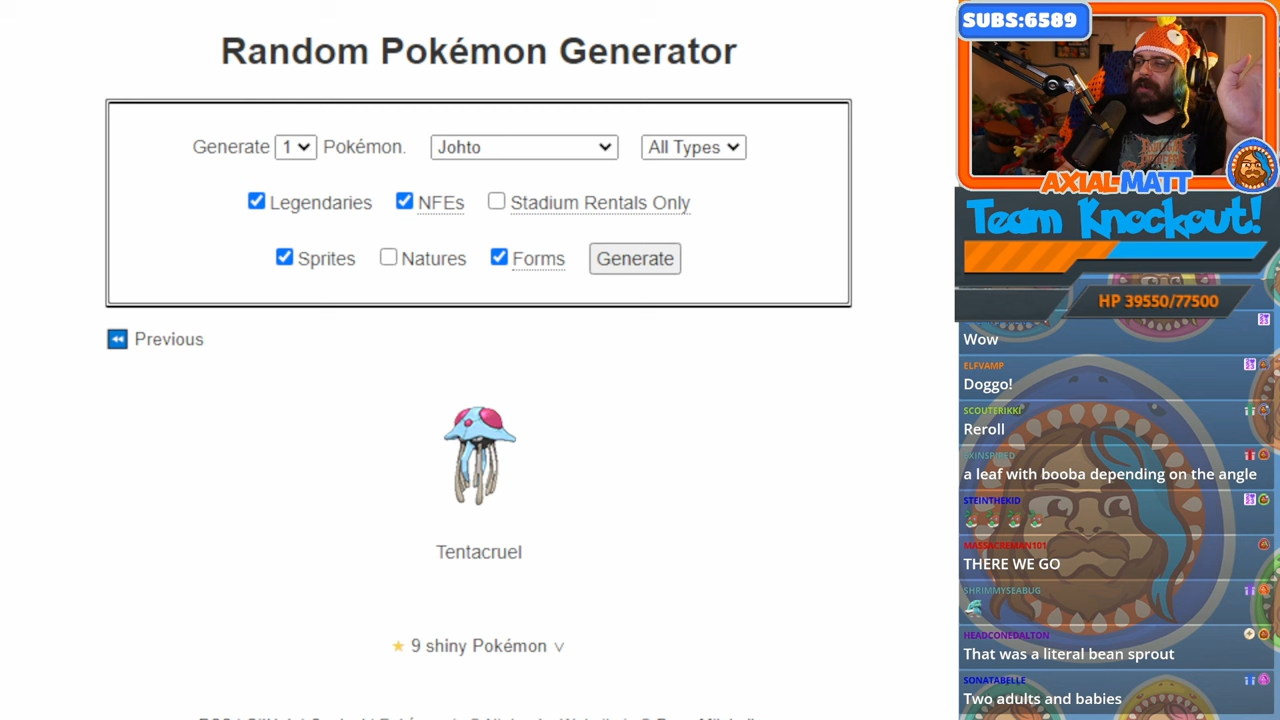 Random Pokémon Generator
Generate 1 Pokémon. Johto All Types
Legendaries NFEs Stadium Rentals Only
Sprites Natures Forms Generate
Previous
Tentacruel
9 shiny Pokémon
SUBS:6589
AXIAL MATT
Team Knockout!
HP 39550/77500
Wow
ELFVAMP
Doggo!
SCOUTERIKKI
Reroll
a leaf with booba depending on the angle
STEINTHEKID
MASSACREMAN101
THERE WE GO
SHRIMMYSEABUG
HEADCONEDALTON
That was a literal bean sprout
SONATABELLE
Two adults and babies